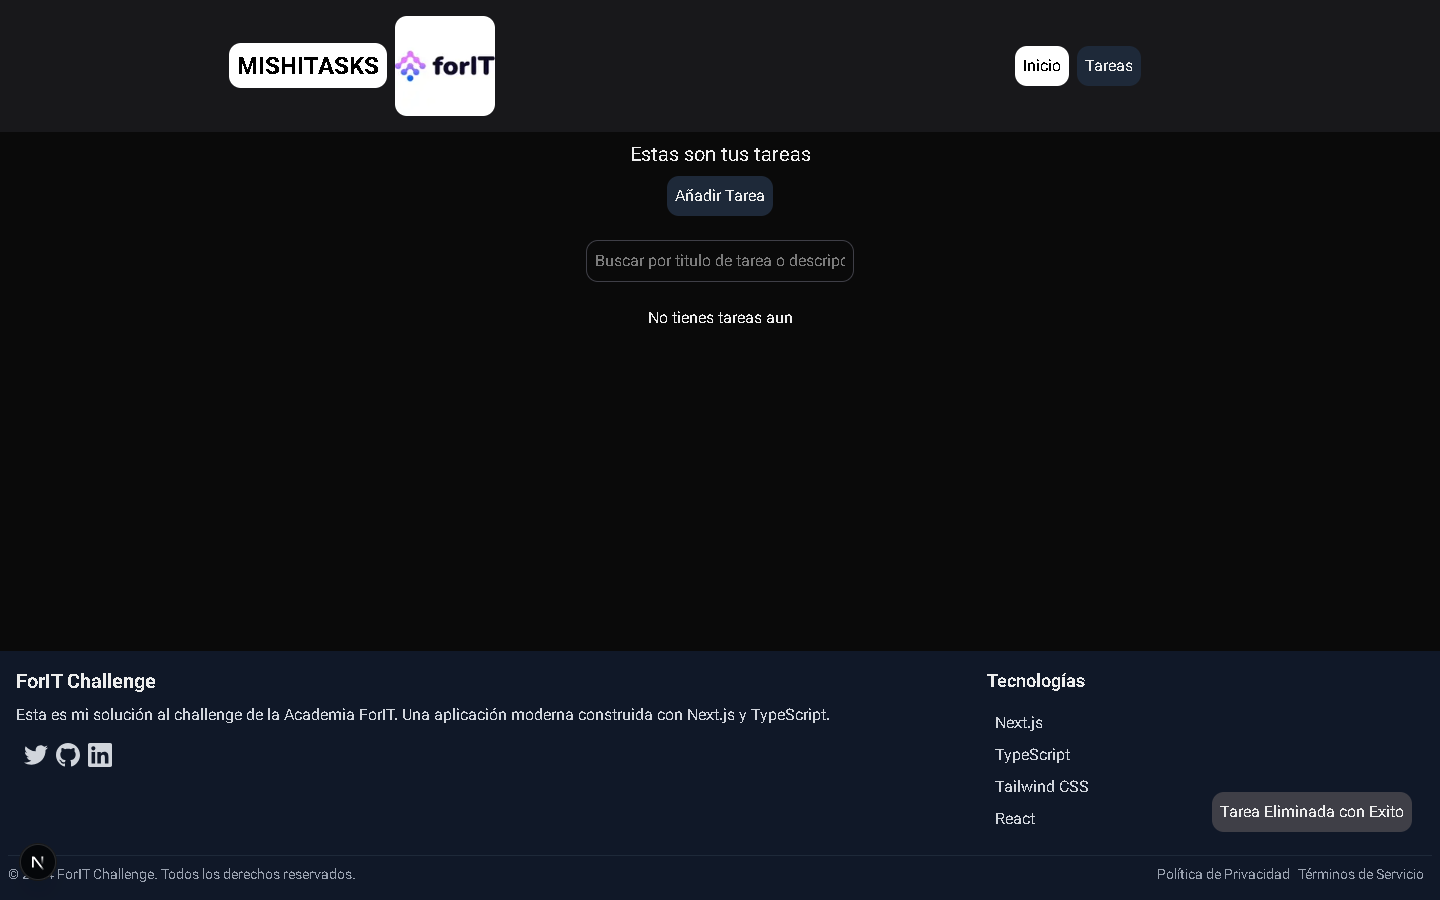 MISHITASKS
forIT
Inicio
Tareas
Estas son tus tareas
Añadir Tarea
Buscar por titulo de tarea o descripc
No tienes tareas aun
ForIT Challenge
Esta es mi solución al challenge de la Academia ForIT. Una aplicación moderna construida con Next.js y TypeScript.
Tecnologías
Next.js
TypeScript
Tailwind CSS
React
Tarea Eliminada con Exito
N
© ForIT Challenge. Todos los derechos reservados.
Política de Privacidad
Términos de Servicio